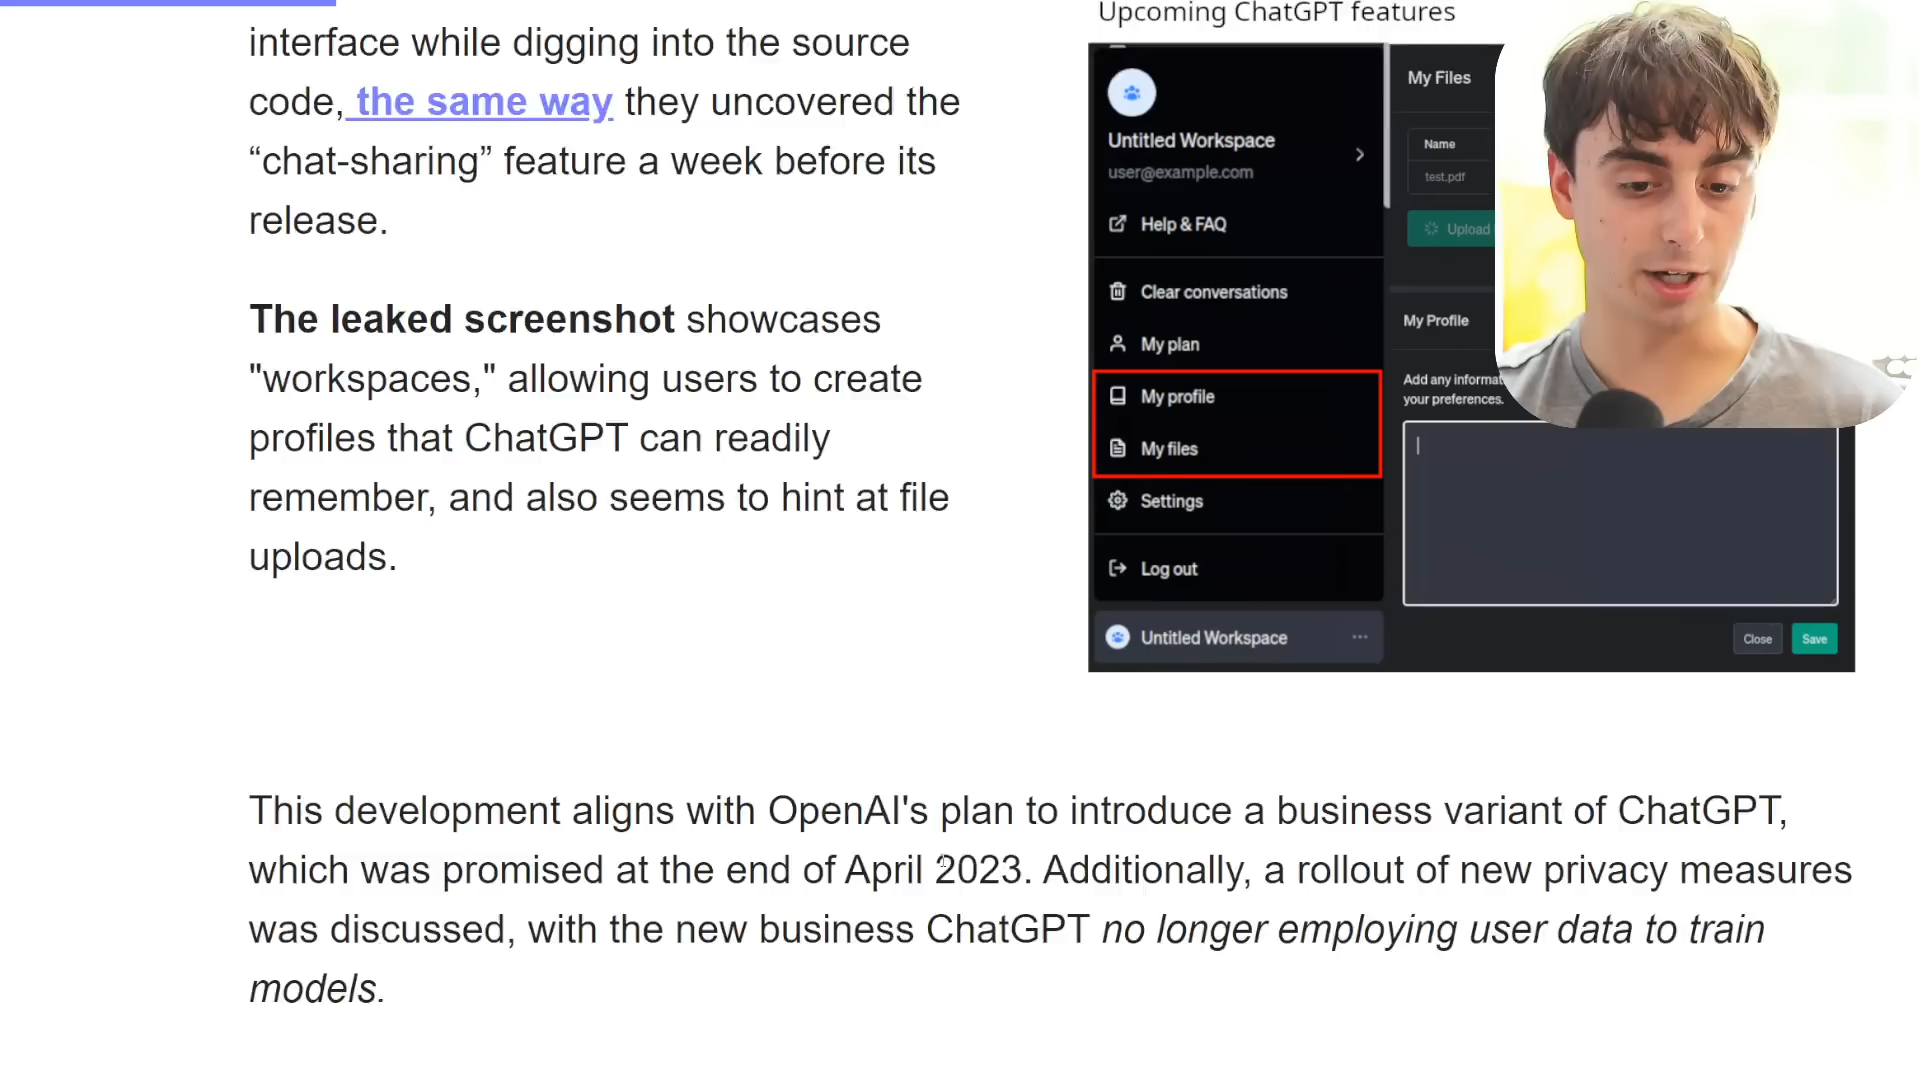 interface while digging into the source
code, the same way they uncovered the
“chat-sharing” feature a week before its
release.
The leaked screenshot showcases
"workspaces," allowing users to create
profiles that ChatGPT can readily
remember, and also seems to hint at file
uploads.
Upcoming ChatGPT features
Untitled Workspace
user@example.com
Help & FAQ
Clear conversations
My plan
My profile
My files
Settings
Log out
Untitled Workspace
My Files
Name
test.pdf
Upload
My Profile
Add any
your preferences.
Close
Save
This development aligns with OpenAI's plan to introduce a business variant of ChatGPT,
which was promised at the end of April 2023. Additionally, a rollout of new privacy measures
was discussed, with the new business ChatGPT no longer employing user data to train
models.